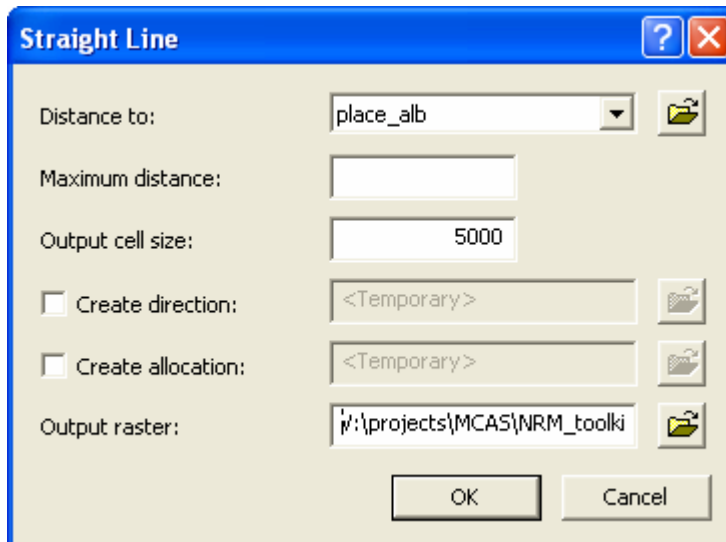 Straight Line
Distance to: place_alb
Maximum distance:
Output cell size: 5000
Create direction: <Temporary>
Create allocation: <Temporary>
Output raster: :\projects\MCAS\NRM_toolki
OK Cancel